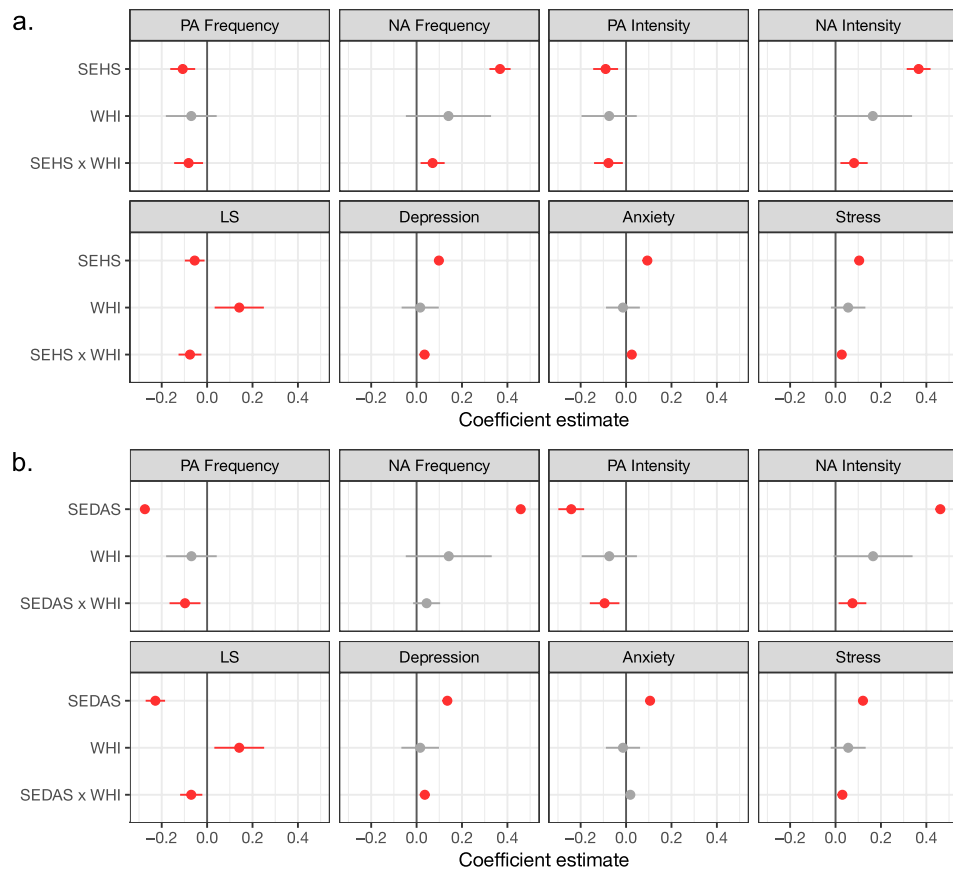 a.
PA Frequency NA Frequency PA Intensity NA Intensity
SEHS
WHI
SEHS x WHI
LS Depression Anxiety Stress
SEHS
WHI
SEHS x WHI
−0.2 0.0 0.2 0.4 −0.2 0.0 0.2 0.4 −0.2 0.0 0.2 0.4 −0.2 0.0 0.2 0.4
Coefficient estimate
b.
PA Frequency NA Frequency PA Intensity NA Intensity
SEDAS
WHI
SEDAS x WHI
LS Depression Anxiety Stress
SEDAS
WHI
SEDAS x WHI
−0.2 0.0 0.2 0.4 −0.2 0.0 0.2 0.4 −0.2 0.0 0.2 0.4 −0.2 0.0 0.2 0.4
Coefficient estimate